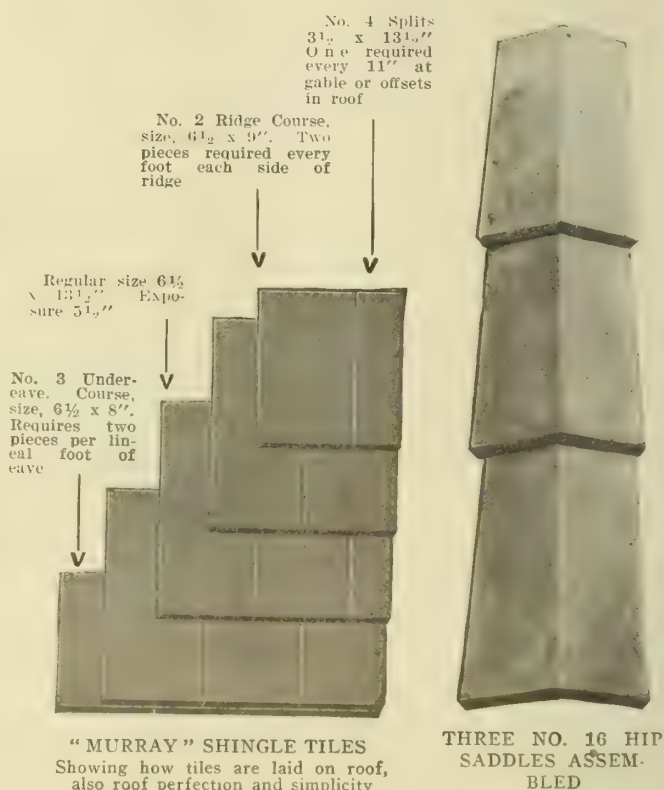 No. 4 Splits
3½ x 13½"
One required
every 11" at
gable or offsets
in roof
No. 2 Ridge Course,
size, 6½ x 9". Two
pieces required every
foot each side of
ridge
Regular size 6½
x 13½" Expo-
sure 5½"
No. 3 Under-
eave. Course,
size, 6½ x 8".
Requires two
pieces per lin-
eal foot of
eave
"MURRAY" SHINGLE TILES
Showing how tiles are laid on roof,
also roof perfection and simplicity
THREE NO. 16 HIP
SADDLES ASSEM-
BLED